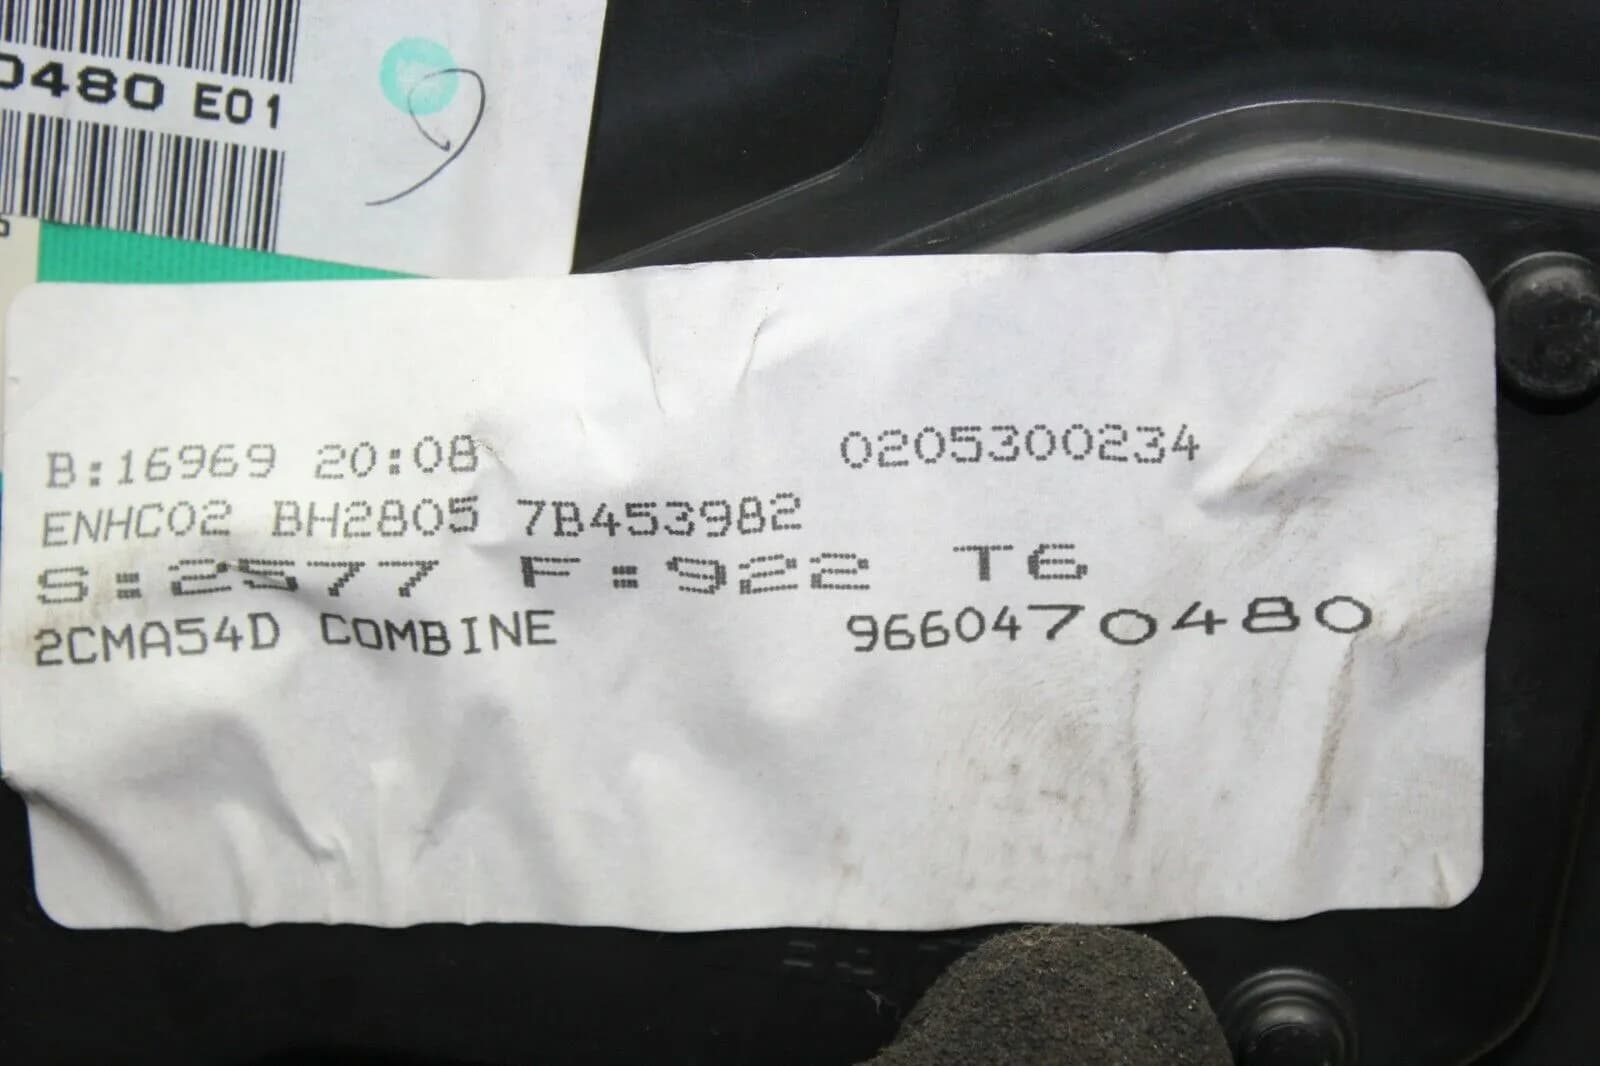 0480 E01
B:16969 20:08 0205300234
ENHC02 BH2805 7B453982
S:2577 F:922 T6
2CMA54D COMBINE 9660470480